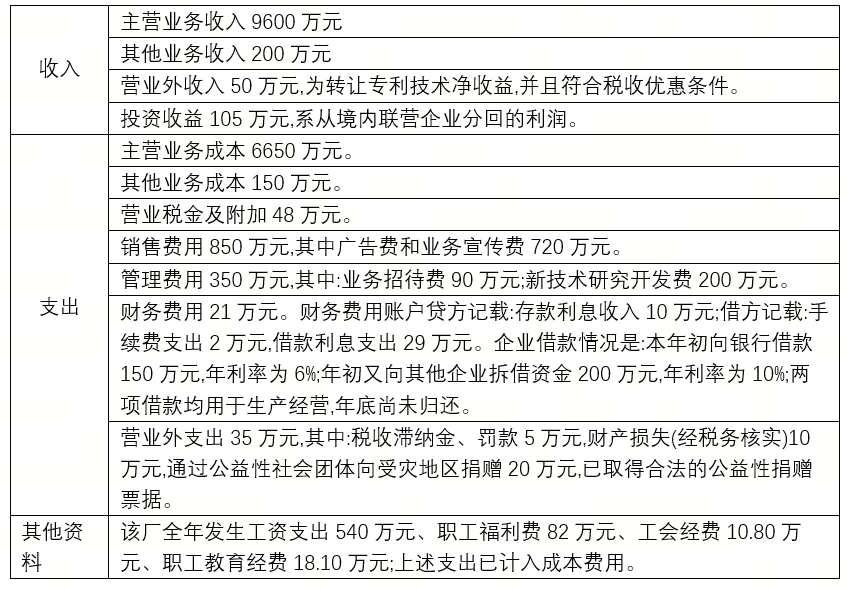 收入
主营业务收入 9600 万元
其他业务收入 200 万元
营业外收入 50 万元,为转让专利技术净收益,并且符合税收优惠条件。
投资收益 105 万元,系从境内联营企业分回的利润。
支出
主营业务成本 6650 万元。
其他业务成本 150 万元。
营业税金及附加 48 万元。
销售费用 850 万元,其中广告费和业务宣传费 720 万元。
管理费用 350 万元,其中:业务招待费 90 万元;新技术研究开发费 200 万元。
财务费用 21 万元。财务费用账户贷方记载:存款利息收入 10 万元;借方记载:手
续费支出 2 万元,借款利息支出 29 万元。企业借款情况是:本年初向银行借款
150 万元,年利率为 6%;年初又向其他企业拆借资金 200 万元,年利率为 10%;两
项借款均用于生产经营,年底尚未归还。
营业外支出 35 万元,其中:税收滞纳金、罚款 5 万元,财产损失(经税务核实)10
万元,通过公益性社会团体向受灾地区捐赠 20 万元,已取得合法的公益性捐赠
票据。
其他资
料
该厂全年发生工资支出 540 万元、职工福利费 82 万元、工会经费 10.80 万
元、职工教育经费 18.10 万元;上述支出已计入成本费用。